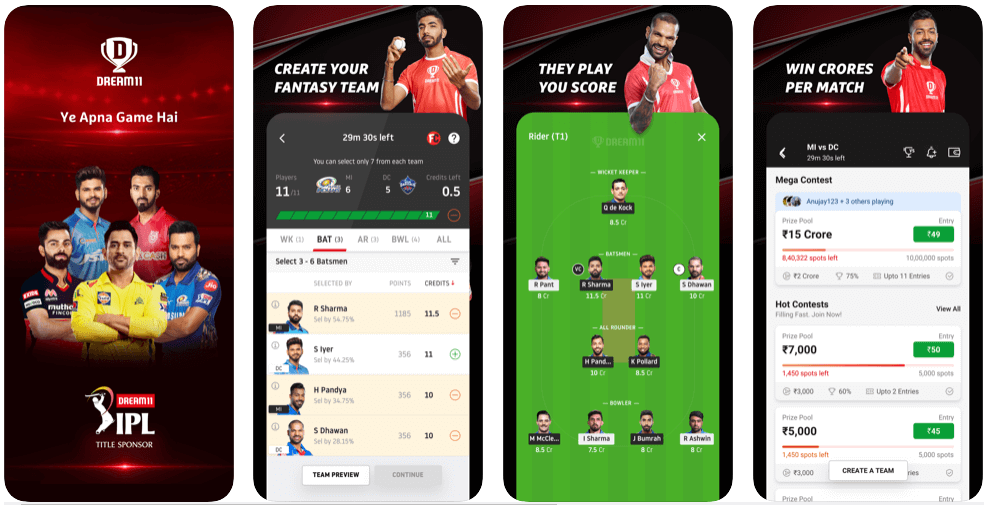 DREAM11
Ye Apna Game Hai
DREAM11
IPL
TITLE SPONSOR
CREATE YOUR
FANTASY TEAM
29m 30s left
FC ?
You can select only 7 from each team
Players
11/11
MI
6
DC
5
Credits Left
0.5
11
WK (1) BAT (3) AR (3) BWL (4) ALL
Select 3 - 6 Batsmen
SELECTED BY POINTS CREDITS
R Sharma
Sel by 54.75%
1185 11.5
MI
S Iyer
Sel by 44.25%
356 11
DC
H Pandya
Sel by 34.75%
356 10
MI
S Dhawan
Sel by 28.15%
356 10
DC
TEAM PREVIEW CONTINUE
THEY PLAY
YOU SCORE
Rider (T1)
DREAM11
WICKET KEEPER
Q de Kock
8.5 Cr
BATSMEN
VC C
R Pant R Sharma S Iyer S Dhawan
8 Cr 11.5 Cr 11 Cr 10 Cr
ALL ROUNDER
H Pand... K Pollard
10 Cr 8.5 Cr
BOWLER
M McCle... I Sharma J Bumrah R Ashwin
8.5 Cr 7.5 Cr 8 Cr 8 Cr
WIN CRORES
PER MATCH
MI vs DC
29m 30s left
Mega Contest
Anujay123 + 3 others playing
Prize Pool Entry
₹15 Crore ₹49
8,40,322 spots left 10,00,000 spots
₹2 Crore 75% Upto 11 Entries
Hot Contests View All
Filling Fast. Join Now!
Prize Pool Entry
₹7,000 ₹50
1,450 spots left 5,000 spots
₹3,000 60% Upto 2 Entries
Prize Pool Entry
₹5,000 ₹45
1,450 spots left 5,000 spots
₹3,000
CREATE A TEAM
Prize Pool Entry